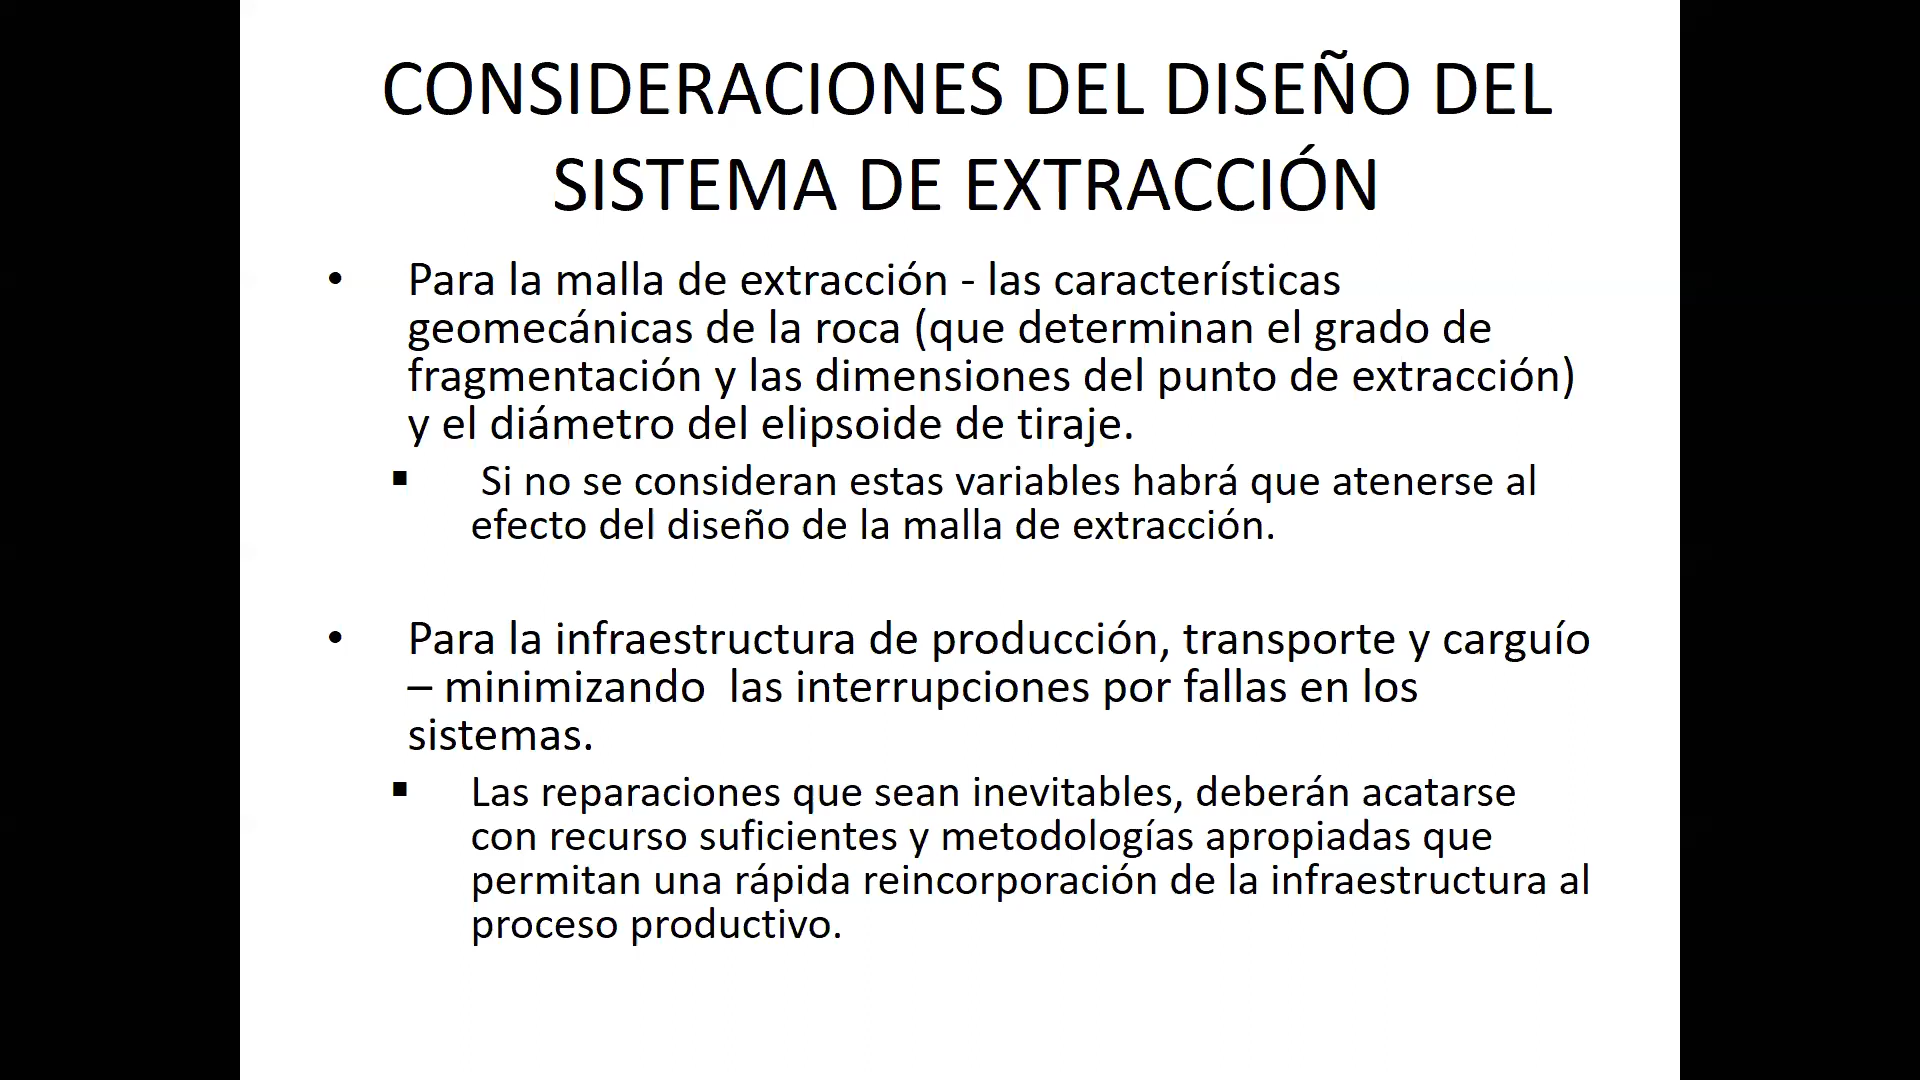 CONSIDERACIONES DEL DISEÑO DEL
SISTEMA DE EXTRACCIÓN
• Para la malla de extracción - las características
geomecánicas de la roca (que determinan el grado de
fragmentación y las dimensiones del punto de extracción)
y el diámetro del elipsoide de tiraje.
▪ Si no se consideran estas variables habrá que atenerse al
efecto del diseño de la malla de extracción.
• Para la infraestructura de producción, transporte y carguío
– minimizando  las interrupciones por fallas en los
sistemas.
▪ Las reparaciones que sean inevitables, deberán acatarse
con recurso suficientes y metodologías apropiadas que
permitan una rápida reincorporación de la infraestructura al
proceso productivo.